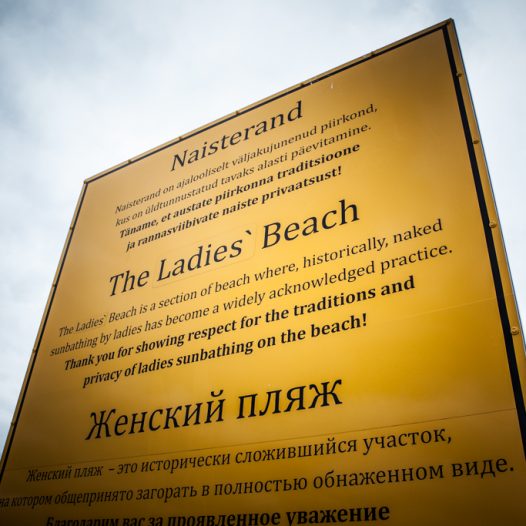 Naisterand
Naisterand on ajalooliselt väljakujunenud piirkond,
kus on üldtunnustatud tavaks alasti päevitamine.
Täname, et austate piirkonna traditsioone
ja rannasviibivate naiste privaatsust!
The Ladies` Beach
The Ladies` Beach is a section of beach where, historically, naked
sunbathing by ladies has become a widely acknowledged practice.
Thank you for showing respect for the traditions and
privacy of ladies sunbathing on the beach!
Женский пляж
Женский пляж – это исторически сложившийся участок,
на котором общепринято загорать в полностью обнаженном виде.
Благодарим вас за проявленное уважение